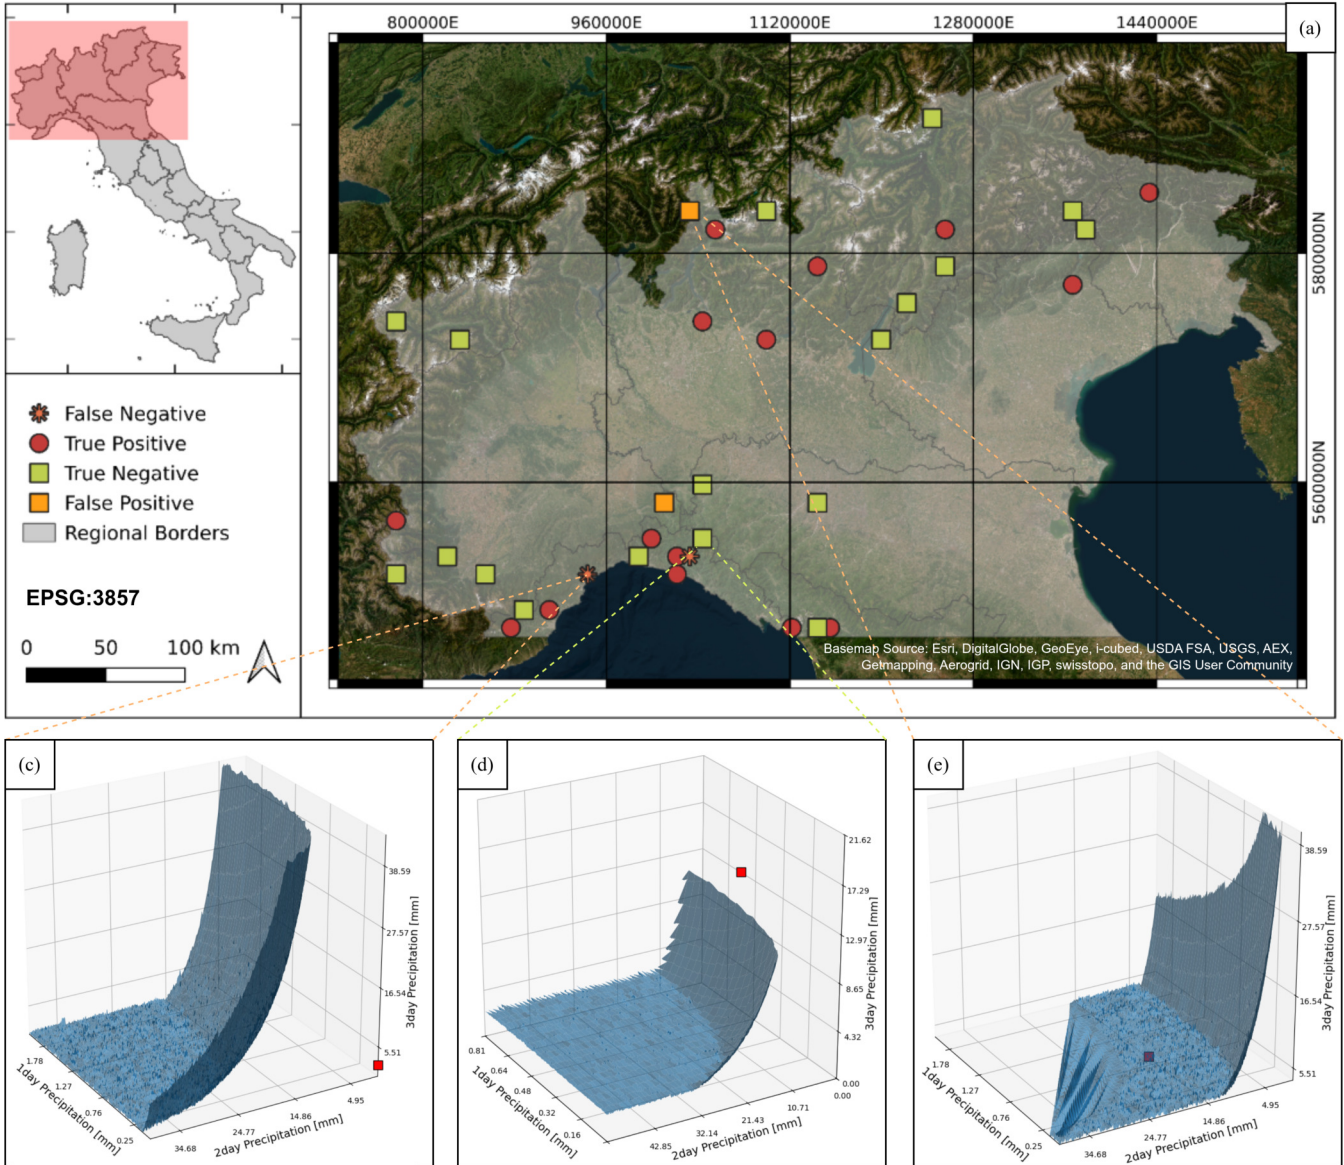 800000E 960000E 1120000E 1280000E 1440000E
(a)
5800000N
5600000N
False Negative
True Positive
True Negative
False Positive
Regional Borders
EPSG:3857
0 50 100 km
Basemap Source: Esri, DigitalGlobe, GeoEye, i-cubed, USDA FSA, USGS, AEX,
Getmapping, Aerogrid, IGN, IGP, swisstopo, and the GIS User Community
(c)
38.59
27.57
16.54
5.51
3day Precipitation [mm]
1.78
1.27
0.76
0.25
1day Precipitation [mm]
34.68
24.77
14.86
4.95
2day Precipitation [mm]
(d)
21.62
17.29
12.97
8.65
4.32
0.00
3day Precipitation [mm]
0.81
0.64
0.48
0.32
0.16
1day Precipitation [mm]
42.85
32.14
21.43
10.71
0.00
2day Precipitation [mm]
(e)
38.59
27.57
16.54
5.51
3day Precipitation [mm]
1.78
1.27
0.76
0.25
1day Precipitation [mm]
34.68
24.77
14.86
4.95
2day Precipitation [mm]